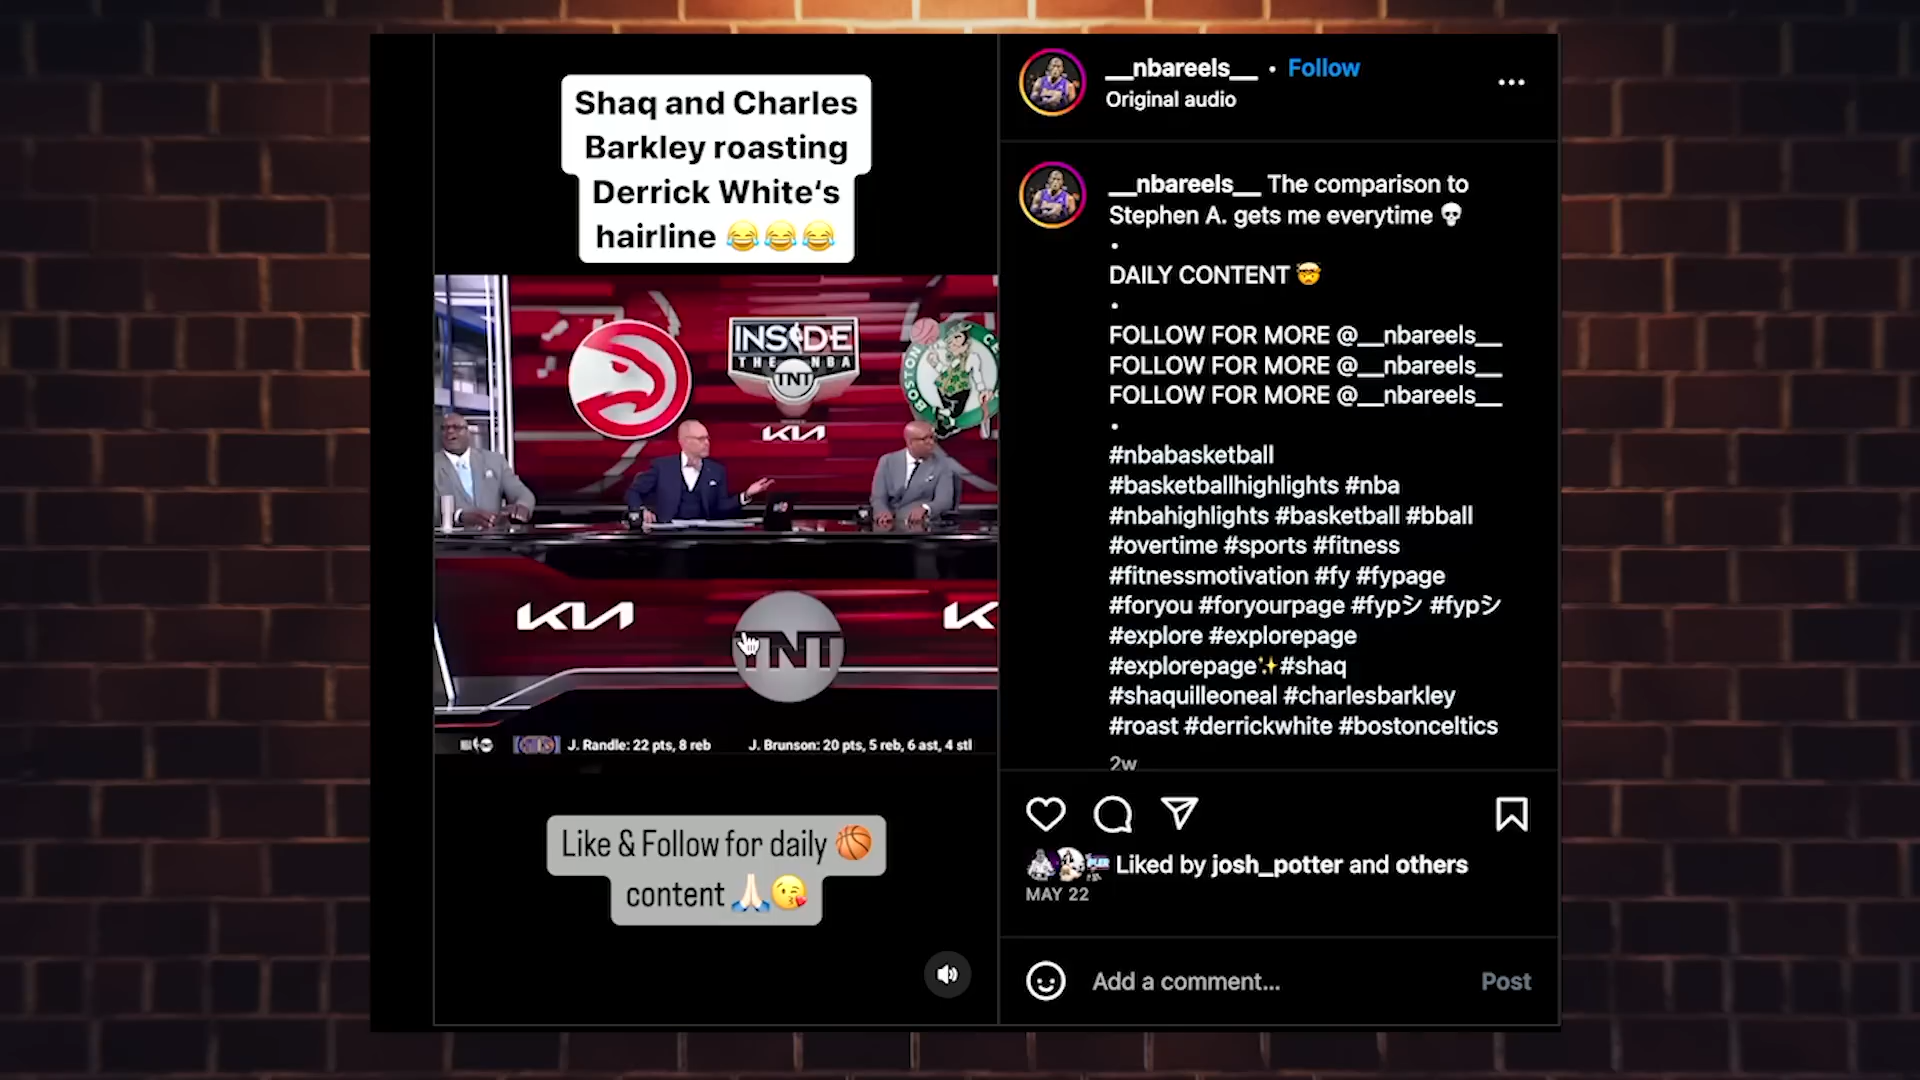 Shaq and Charles
Barkley roasting
Derrick White‘s
hairline 😂😂😂
INSIDE
THE NBA
TNT
KIA
BOSTON CE
KIA
TNT
K
J. Randle: 22 pts, 8 reb
J. Brunson: 20 pts, 5 reb, 6 ast, 4 stl
Like & Follow for daily 🏀
content 🙏🏻😘
__nbareels__ • Follow
Original audio
__nbareels__ The comparison to
Stephen A. gets me everytime 💀
•
DAILY CONTENT 🤯
•
FOLLOW FOR MORE @__nbareels__
FOLLOW FOR MORE @__nbareels__
FOLLOW FOR MORE @__nbareels__
•
#nbabasketball
#basketballhighlights #nba
#nbahighlights #basketball #bball
#overtime #sports #fitness
#fitnessmotivation #fy #fypage
#foryou #foryourpage #fypシ #fypシ
#explore #explorepage
#explorepage✨#shaq
#shaquilleoneal #charlesbarkley
#roast #derrickwhite #bostonceltics
2w
Liked by josh_potter and others
MAY 22
Add a comment...
Post